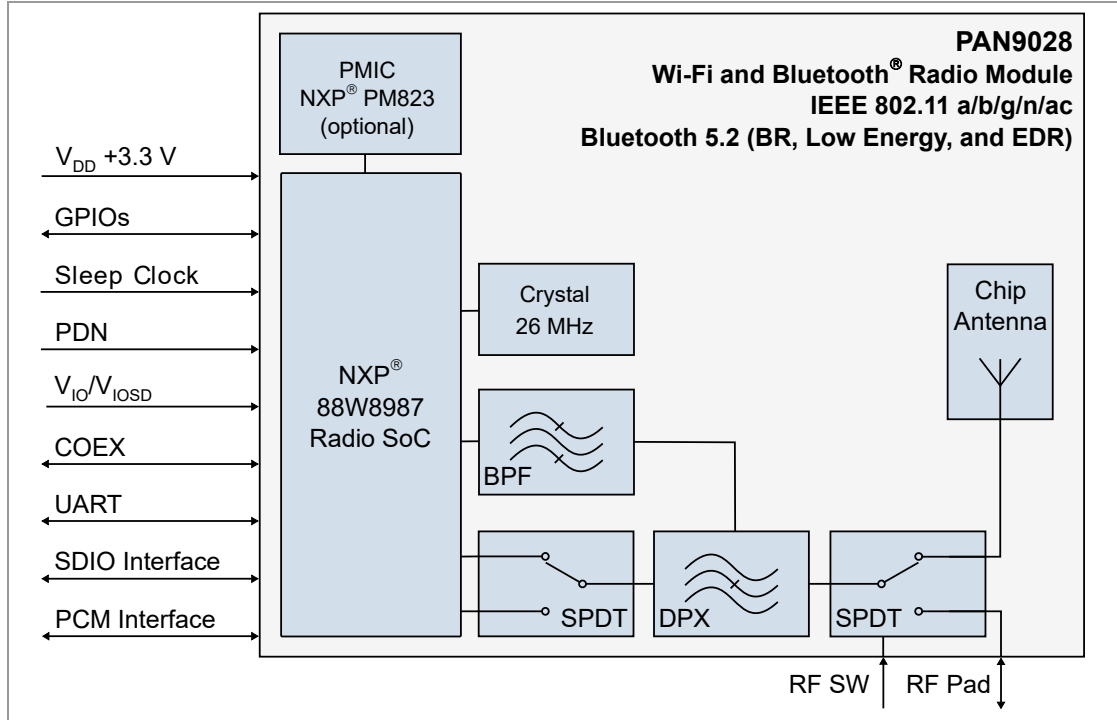 PAN9028
Wi-Fi and Bluetooth® Radio Module
IEEE 802.11 a/b/g/n/ac
Bluetooth 5.2 (BR, Low Energy, and EDR)
PMIC
NXP® PM823
(optional)
VDD +3.3 V
GPIOs
Sleep Clock
PDN
VIO/VIOSD
COEX
UART
SDIO Interface
PCM Interface
NXP®
88W8987
Radio SoC
Crystal
26 MHz
BPF
SPDT
DPX
SPDT
Chip
Antenna
RF SW
RF Pad